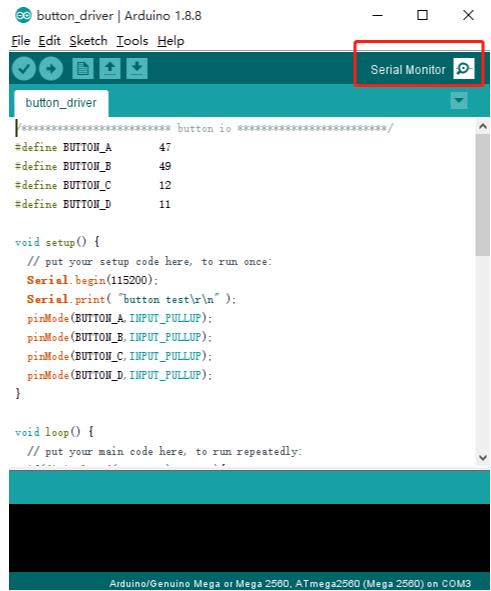 button_driver | Arduino 1.8.8
File Edit Sketch Tools Help
Serial Monitor
button_driver
/************************* button io *************************/
#define BUTTON_A 47
#define BUTTON_B 49
#define BUTTON_C 12
#define BUTTON_D 11
void setup() {
// put your setup code here, to run once:
Serial.begin(115200);
Serial.print( "button test\r\n" );
pinMode(BUTTON_A,INPUT_PULLUP);
pinMode(BUTTON_B,INPUT_PULLUP);
pinMode(BUTTON_C,INPUT_PULLUP);
pinMode(BUTTON_D,INPUT_PULLUP);
}
void loop() {
// put your main code here, to run repeatedly:
Arduino/Genuino Mega or Mega 2560, ATmega2560 (Mega 2560) on COM3